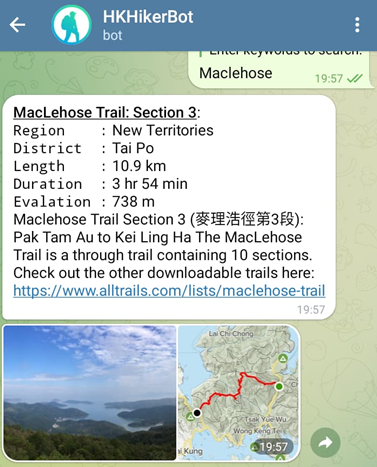 HKHikerBot
bot
Enter keywords to search:
Maclehose
19:57
MacLehose Trail: Section 3:
Region : New Territories
District : Tai Po
Length : 10.9 km
Duration : 3 hr 54 min
Evalation : 738 m
Maclehose Trail Section 3 (麥理浩徑第3段):
Pak Tam Au to Kei Ling Ha The MacLehose
Trail is a through trail containing 10 sections.
Check out the other downloadable trails here:
https://www.alltrails.com/lists/maclehose-trail
19:57
Lai Chi Chong
Tsak Yue Wu
Wong Keng Tei
ai Kung
19:57